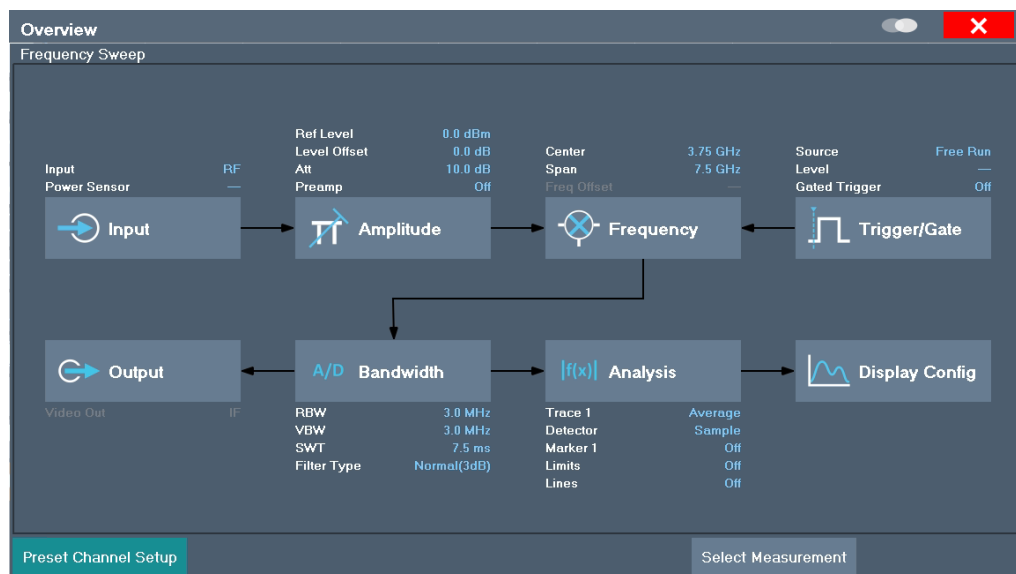 Overview
Frequency Sweep
Input RF
Power Sensor —
Input
Ref Level 0.0 dBm
Level Offset 0.0 dB
Att 10.0 dB
Preamp Off
Amplitude
Center 3.75 GHz
Span 7.5 GHz
Freq Offset —
Frequency
Source Free Run
Level —
Gated Trigger Off
Trigger/Gate
Output
Video Out IF
A/D Bandwidth
RBW 3.0 MHz
VBW 3.0 MHz
SWT 7.5 ms
Filter Type Normal(3dB)
|f(x)| Analysis
Trace 1 Average
Detector Sample
Marker 1 Off
Limits Off
Lines Off
Display Config
Preset Channel Setup
Select Measurement